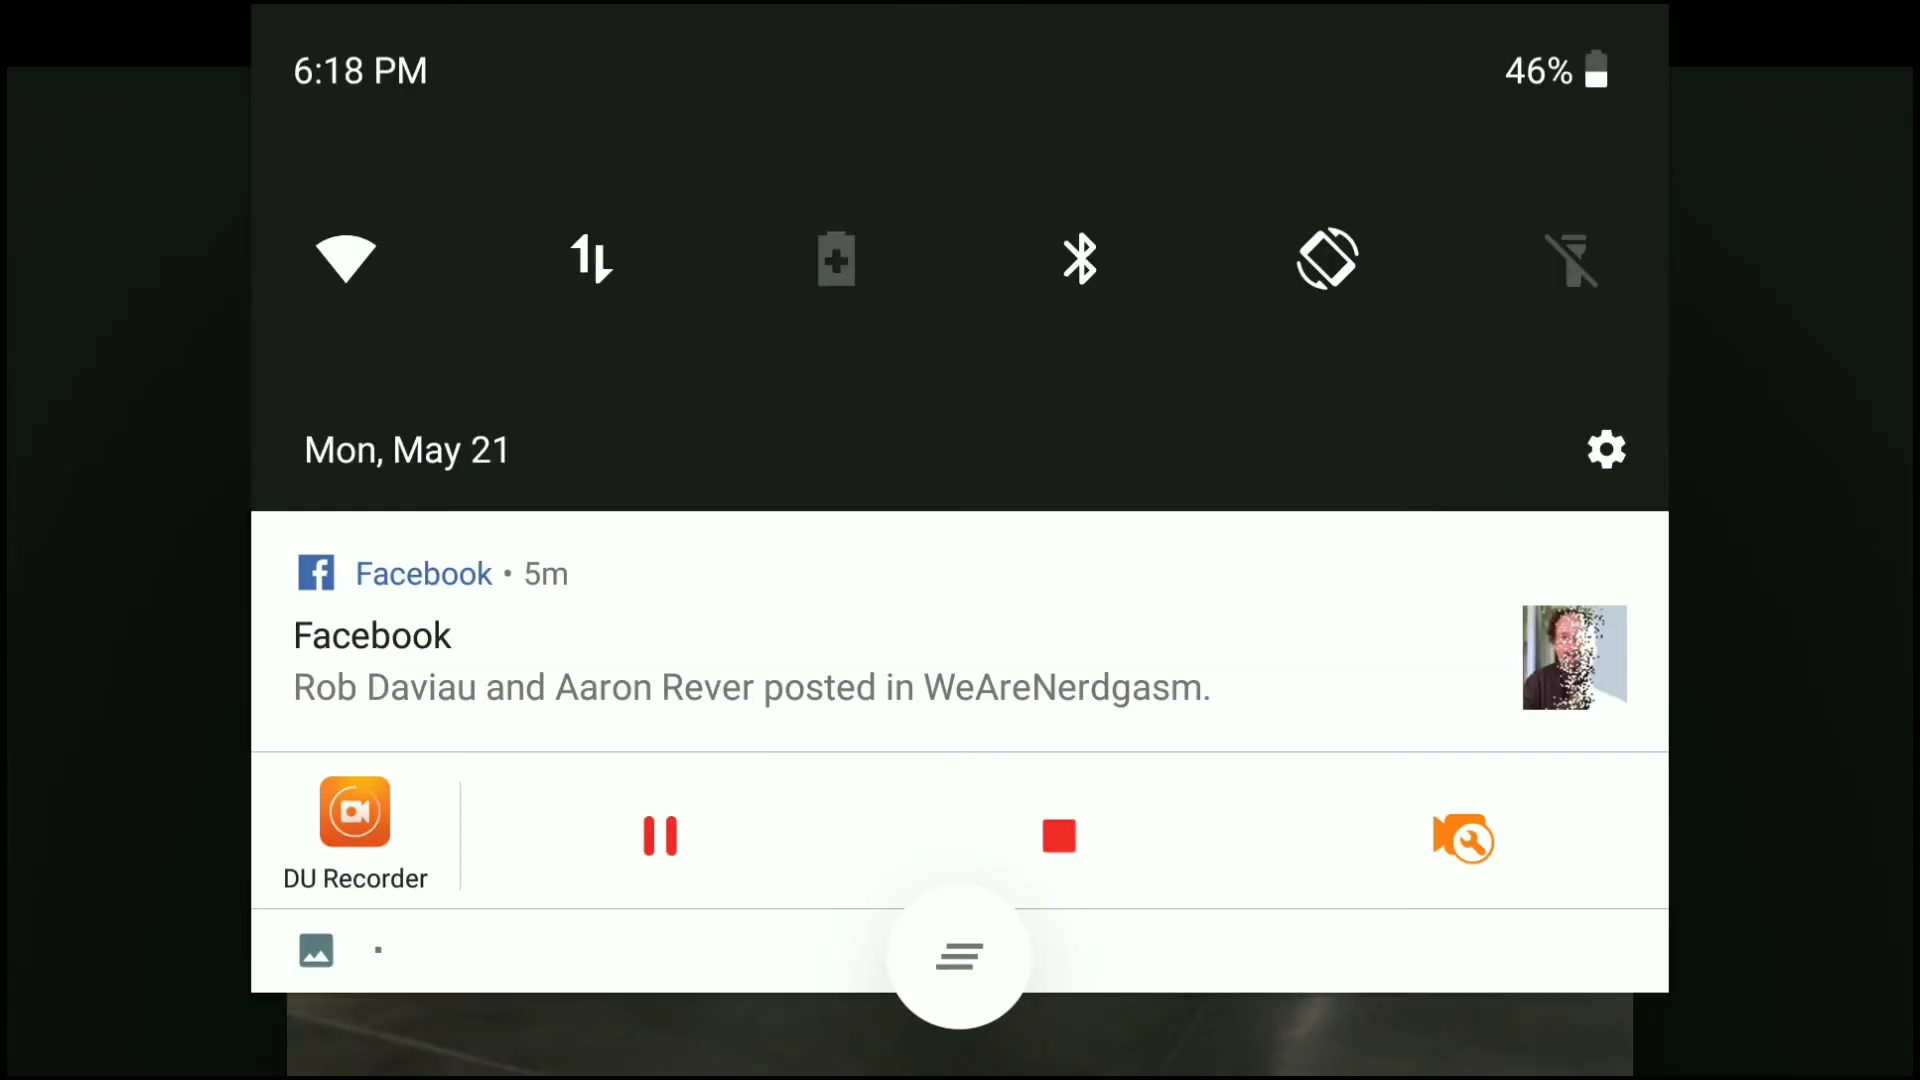 6:18 PM
46%
Mon, May 21
Facebook • 5m
Facebook
Rob Daviau and Aaron Rever posted in WeAreNerdgasm.
DU Recorder